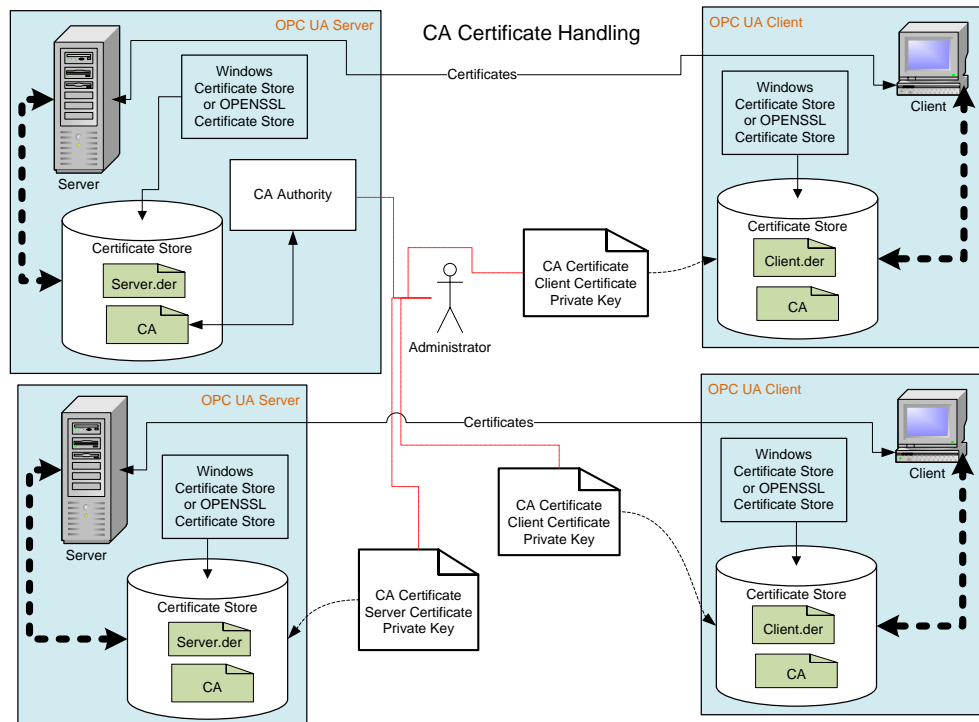 OPC UA Server
CA Certificate Handling
OPC UA Client
Certificates
Windows
Certificate Store
or OPENSSL
Certificate Store
Server
CA Authority
Certificate Store
Server.der
CA
Windows
Certificate Store
or OPENSSL
Certificate Store
Client
Certificate Store
Client.der
CA
CA Certificate
Client Certificate
Private Key
Administrator
OPC UA Server
OPC UA Client
Certificates
Windows
Certificate Store
or OPENSSL
Certificate Store
Server
Certificate Store
Server.der
CA
CA Certificate
Server Certificate
Private Key
CA Certificate
Client Certificate
Private Key
Windows
Certificate Store
or OPENSSL
Certificate Store
Client
Certificate Store
Client.der
CA